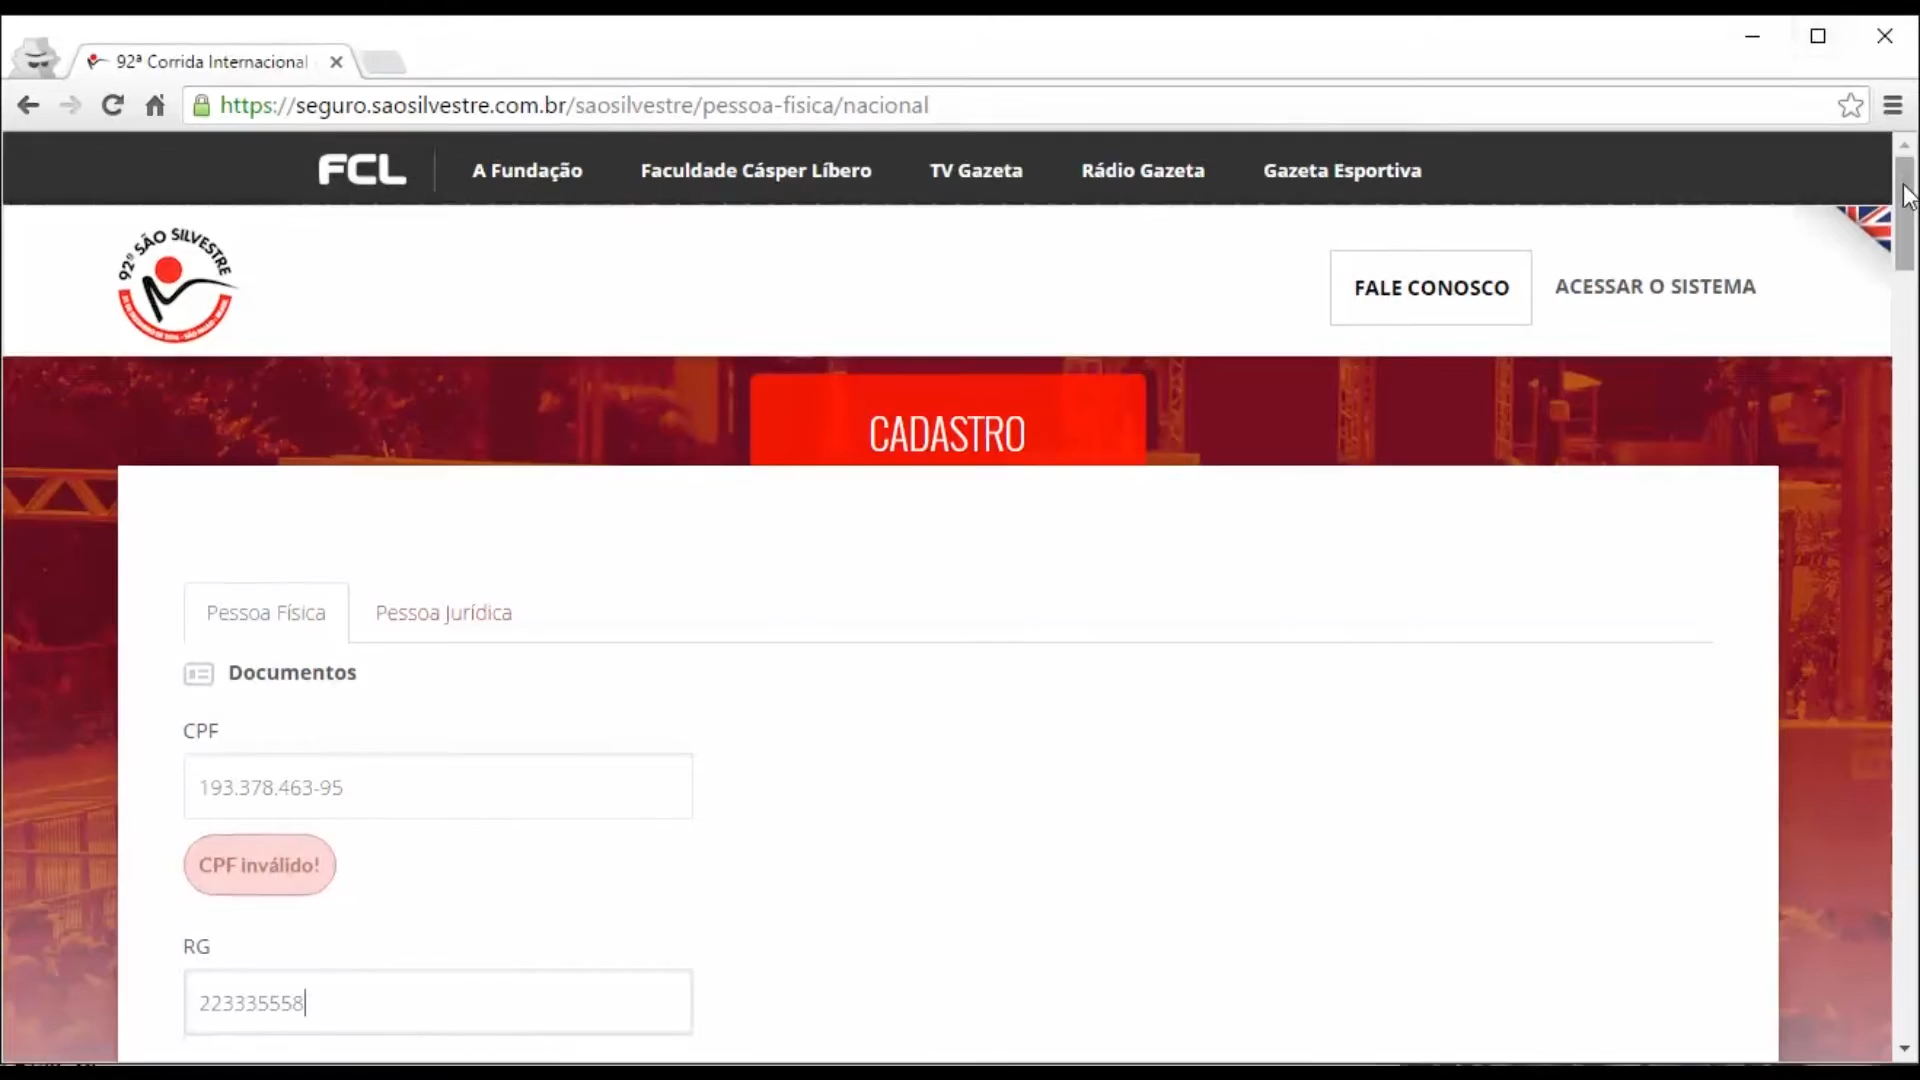 92ª Corrida Internacional
https://seguro.saosilvestre.com.br/saosilvestre/pessoa-fisica/nacional
FCL
A Fundação
Faculdade Cásper Líbero
TV Gazeta
Rádio Gazeta
Gazeta Esportiva
92ª SÃO SILVESTRE
FALE CONOSCO
ACESSAR O SISTEMA
CADASTRO
Pessoa Física
Pessoa Jurídica
Documentos
CPF
193.378.463-95
CPF inválido!
RG
223335558